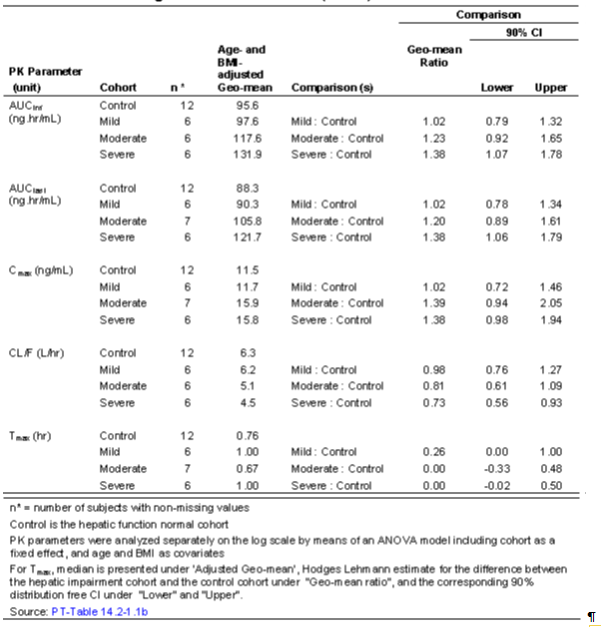 Comparison
90% CI
Age- and
BMI-
adjusted
Geo-mean
Geo-mean
Ratio
PK Parameter
(unit) Cohort n* Comparison (s) Lower Upper
AUCinf Control 12 95.6
(ng.hr/mL) Mild 6 97.6 Mild : Control 1.02 0.79 1.32
Moderate 6 117.6 Moderate : Control 1.23 0.92 1.65
Severe 6 131.9 Severe : Control 1.38 1.07 1.78
AUClast Control 12 88.3
(ng.hr/mL) Mild 6 90.3 Mild : Control 1.02 0.78 1.34
Moderate 7 105.8 Moderate : Control 1.20 0.89 1.61
Severe 6 121.7 Severe : Control 1.38 1.06 1.79
Cmax (ng/mL) Control 12 11.5
Mild 6 11.7 Mild : Control 1.02 0.72 1.46
Moderate 7 15.9 Moderate : Control 1.39 0.94 2.05
Severe 6 15.8 Severe : Control 1.38 0.98 1.94
CL/F (L/hr) Control 12 6.3
Mild 6 6.2 Mild : Control 0.98 0.76 1.27
Moderate 6 5.1 Moderate : Control 0.81 0.61 1.09
Severe 6 4.5 Severe : Control 0.73 0.56 0.93
Tmax (hr) Control 12 0.76
Mild 6 1.00 Mild : Control 0.26 0.00 1.00
Moderate 7 0.67 Moderate : Control 0.00 -0.33 0.48
Severe 6 1.00 Severe : Control 0.00 -0.02 0.50
n* = number of subjects with non-missing values
Control is the hepatic function normal cohort
PK parameters were analyzed separately on the log scale by means of an ANOVA model including cohort as a
fixed effect, and age and BMI as covariates
For Tmax, median is presented under 'Adjusted Geo-mean', Hodges Lehmann estimate for the difference between
the hepatic impairment cohort and the control cohort under "Geo-mean ratio", and the corresponding 90%
distribution free CI under "Lower" and "Upper".
Source: PT-Table 14.2-1.1b
¶